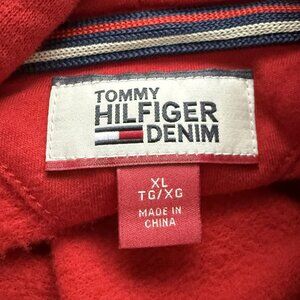 TOMMY
HILFIGER
DENIM
XL
TG/XG
MADE IN
CHINA